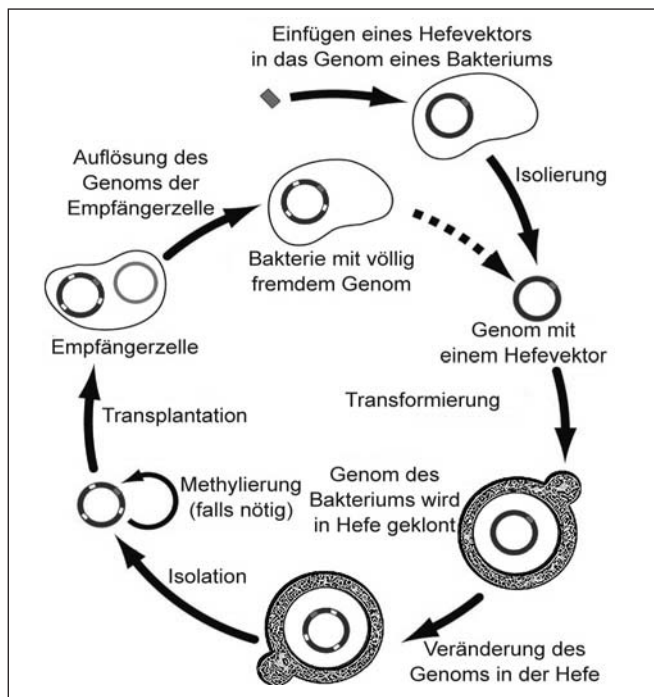 Einfügen eines Hefevektors
in das Genom eines Bakteriums
Isolierung
Genom mit
einem Hefevektor
Transformierung
Genom des
Bakteriums wird
in Hefe geklont
Veränderung des
Genoms in der Hefe
Isolation
Methylierung
(falls nötig)
Transplantation
Empfängerzelle
Auflösung des
Genoms der
Empfängerzelle
Bakterie mit völlig
fremdem Genom